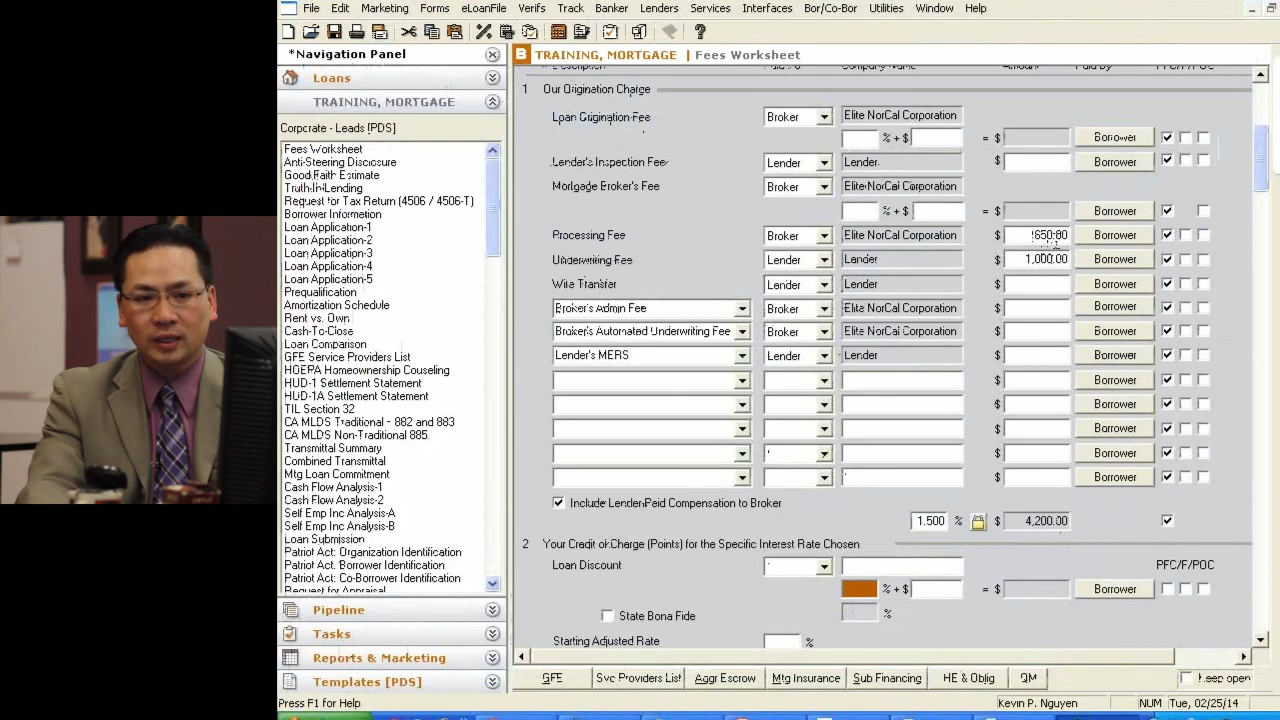 File Edit Marketing Forms eLoanFile Verifs Track Banker Lenders Services Interfaces Bor/Co-Bor Utilities Window Help
*Navigation Panel
Loans
TRAINING, MORTGAGE
Corporate - Leads [PDS]
Fees Worksheet
Anti-Steering Disclosure
Good Faith Estimate
Truth-In-Lending
Request for Tax Return (4506 / 4506-T)
Borrower Information
Loan Application-1
Loan Application-2
Loan Application-3
Loan Application-4
Loan Application-5
Prequalification
Amortization Schedule
Rent vs. Own
Cash-To-Close
Loan Comparison
GFE Service Providers List
HOEPA Homeownership Counseling
HUD-1 Settlement Statement
HUD-1A Settlement Statement
TIL Section 32
CA MLDS Traditional - 882 and 883
CA MLDS Non-Traditional 885
Transmittal Summary
Combined Transmittal
Mtg Loan Commitment
Cash Flow Analysis-1
Cash Flow Analysis-2
Self Emp Inc Analysis-A
Self Emp Inc Analysis-B
Loan Submission
Patriot Act: Organization Identification
Patriot Act: Borrower Identification
Patriot Act: Co-Borrower Identification
Request for Appraisal
Pipeline
Tasks
Reports & Marketing
Templates [PDS]
B TRAINING, MORTGAGE | Fees Worksheet
Description Company Name Amount Paid By PFC/F/POC
1 Our Origination Charge
Loan Origination Fee Broker Elite NorCal Corporation
% + $ = $ Borrower
Lender's Inspection Fee Lender Lender $ Borrower
Mortgage Broker's Fee Broker Elite NorCal Corporation
% + $ = $ Borrower
Processing Fee Broker Elite NorCal Corporation $ 650.00 Borrower
Underwriting Fee Lender Lender $ 1,000.00 Borrower
Wire Transfer Lender Lender $ Borrower
Broker's Admin Fee Broker Elite NorCal Corporation $ Borrower
Broker's Automated Underwriting Fee Broker Elite NorCal Corporation $ Borrower
Lender's MERS Lender Lender $ Borrower
$ Borrower
$ Borrower
$ Borrower
$ Borrower
$ Borrower
Include Lender-Paid Compensation to Broker
1.500 % $ 4,200.00
2 Your Credit or Charge (Points) for the Specific Interest Rate Chosen
Loan Discount PFC/F/POC
% + $ = $ Borrower
State Bona Fide %
Starting Adjusted Rate %
GFE Svc Providers List Aggr Escrow Mtg Insurance Sub Financing HE & Oblig QM Keep open
Press F1 for Help Kevin P. Nguyen NUM Tue, 02/25/14